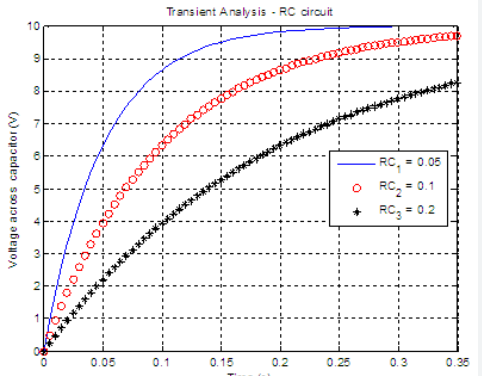 Transient Analysis - RC circuit
Voltage across capacitor (V)
10
9
8
7
6
5
4
3
2
1
0
RC1 = 0.05
RC2 = 0.1
RC3 = 0.2
0 0.05 0.1 0.15 0.2 0.25 0.3 0.35